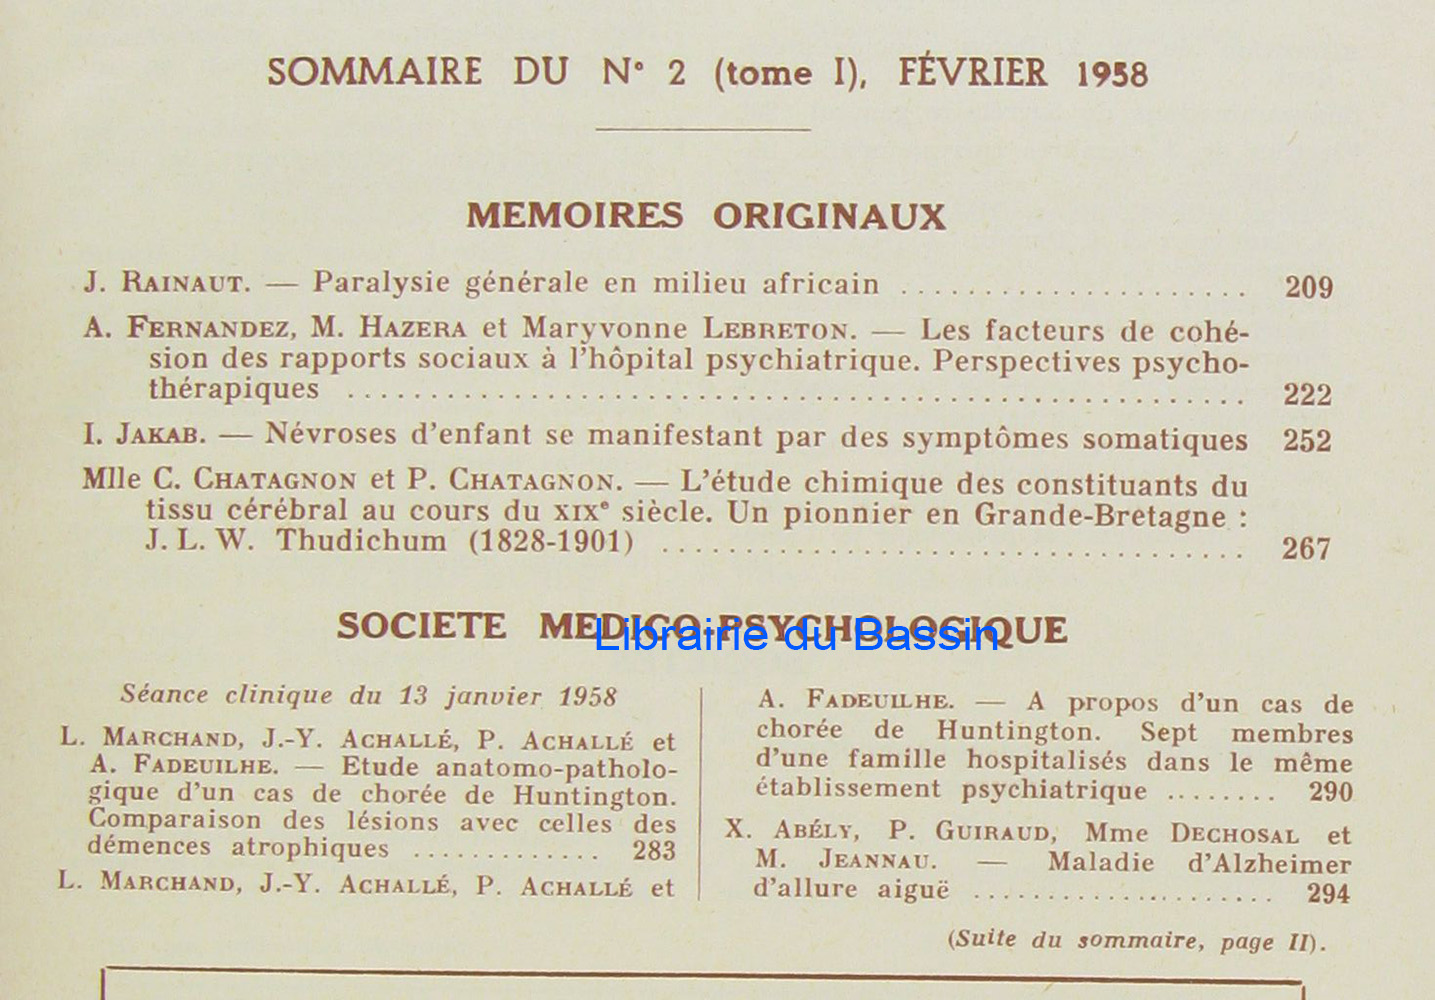 SOMMAIRE DU N° 2 (tome I), FÉVRIER 1958
MEMOIRES ORIGINAUX
J. RAINAUT. — Paralysie générale en milieu africain ..................... 209
A. FERNANDEZ, M. HAZERA et Maryvonne LEBRETON. — Les facteurs de cohé-
sion des rapports sociaux à l'hôpital psychiatrique. Perspectives psycho-
thérapiques ....................................................... 222
I. JAKAB. — Névroses d'enfant se manifestant par des symptômes somatiques 252
Mlle C. CHATAGNON et P. CHATAGNON. — L'étude chimique des constituants du
tissu cérébral au cours du XIXe siècle. Un pionnier en Grande-Bretagne :
J. L. W. Thudichum (1828-1901) .................................... 267
SOCIETE MEDICO-PSYCHOLOGIQUE
Librairie du Bassin
Séance clinique du 13 janvier 1958
L. MARCHAND, J.-Y. ACHALLÉ, P. ACHALLÉ et
A. FADEUILHE. — Etude anatomo-patholo-
gique d'un cas de chorée de Huntington.
Comparaison des lésions avec celles des
démences atrophiques ............. 283
L. MARCHAND, J.-Y. ACHALLÉ, P. ACHALLÉ et
A. FADEUILHE. — A propos d'un cas de
chorée de Huntington. Sept membres
d'une famille hospitalisés dans le même
établissement psychiatrique ........ 290
X. ABÉLY, P. GUIRAUD, Mme DECHOSAL et
M. JEANNAU. — Maladie d'Alzheimer
d'allure aiguë ...................... 294
(Suite du sommaire, page II).